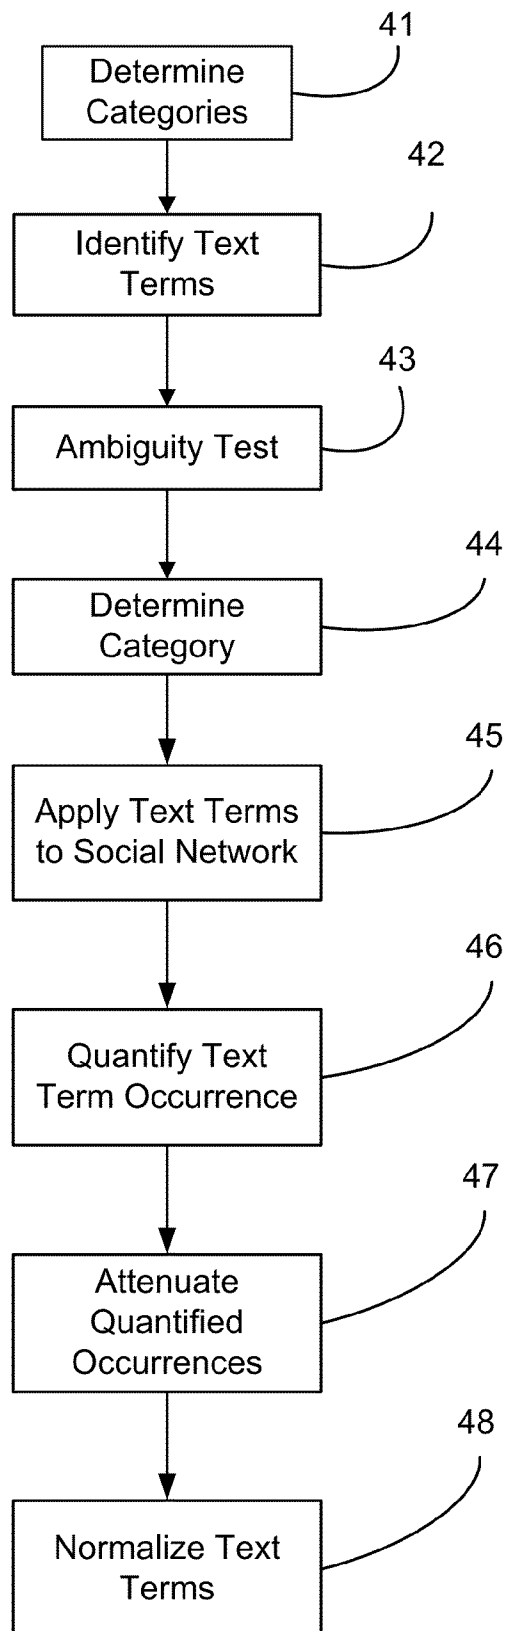 41
Determine
Categories
42
Identify Text
Terms
43
Ambiguity Test
44
Determine
Category
45
Apply Text Terms
to Social Network
46
Quantify Text
Term Occurrence
47
Attenuate
Quantified
Occurrences
48
Normalize Text
Terms